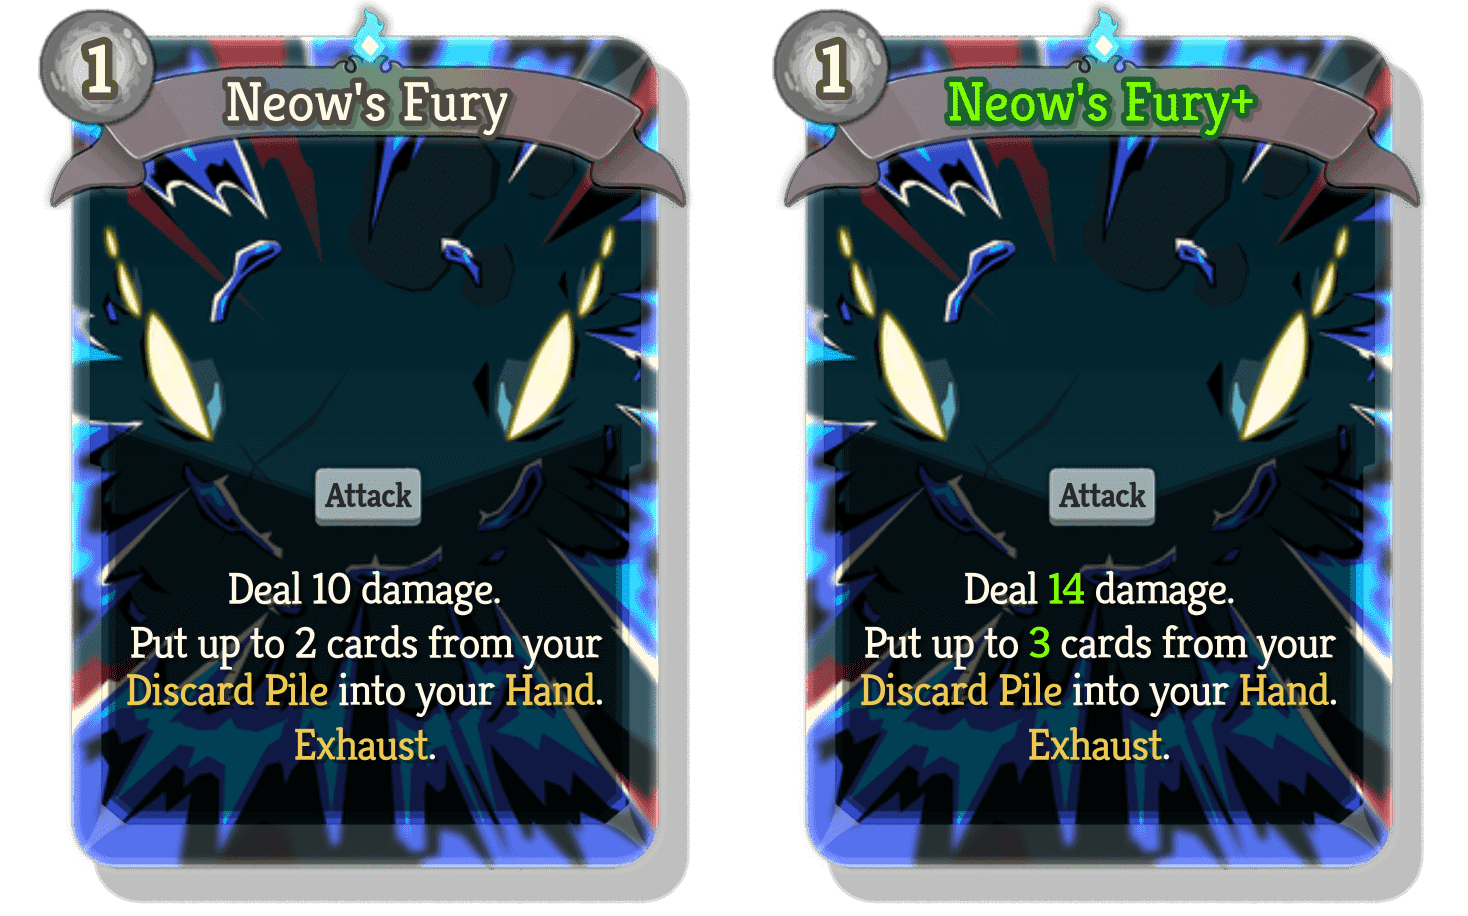 1
Neow's Fury
Attack
Deal 10 damage.
Put up to 2 cards from your
Discard Pile into your Hand.
Exhaust.
1
Neow's Fury+
Attack
Deal 14 damage.
Put up to 3 cards from your
Discard Pile into your Hand.
Exhaust.